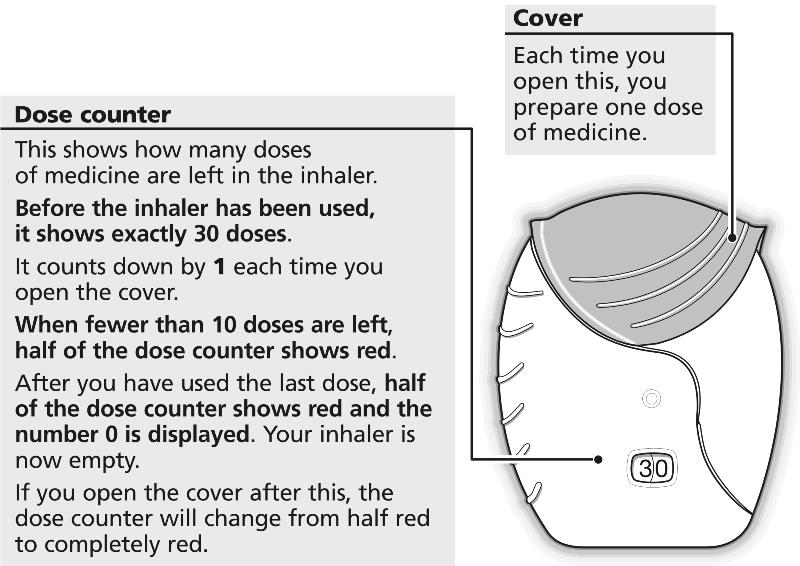 Cover
Each time you
open this, you
prepare one dose
of medicine.
Dose counter
This shows how many doses
of medicine are left in the inhaler.
Before the inhaler has been used,
it shows exactly 30 doses.
It counts down by 1 each time you
open the cover.
When fewer than 10 doses are left,
half of the dose counter shows red.
After you have used the last dose, half
of the dose counter shows red and the
number 0 is displayed. Your inhaler is
now empty.
If you open the cover after this, the
dose counter will change from half red
to completely red.
30